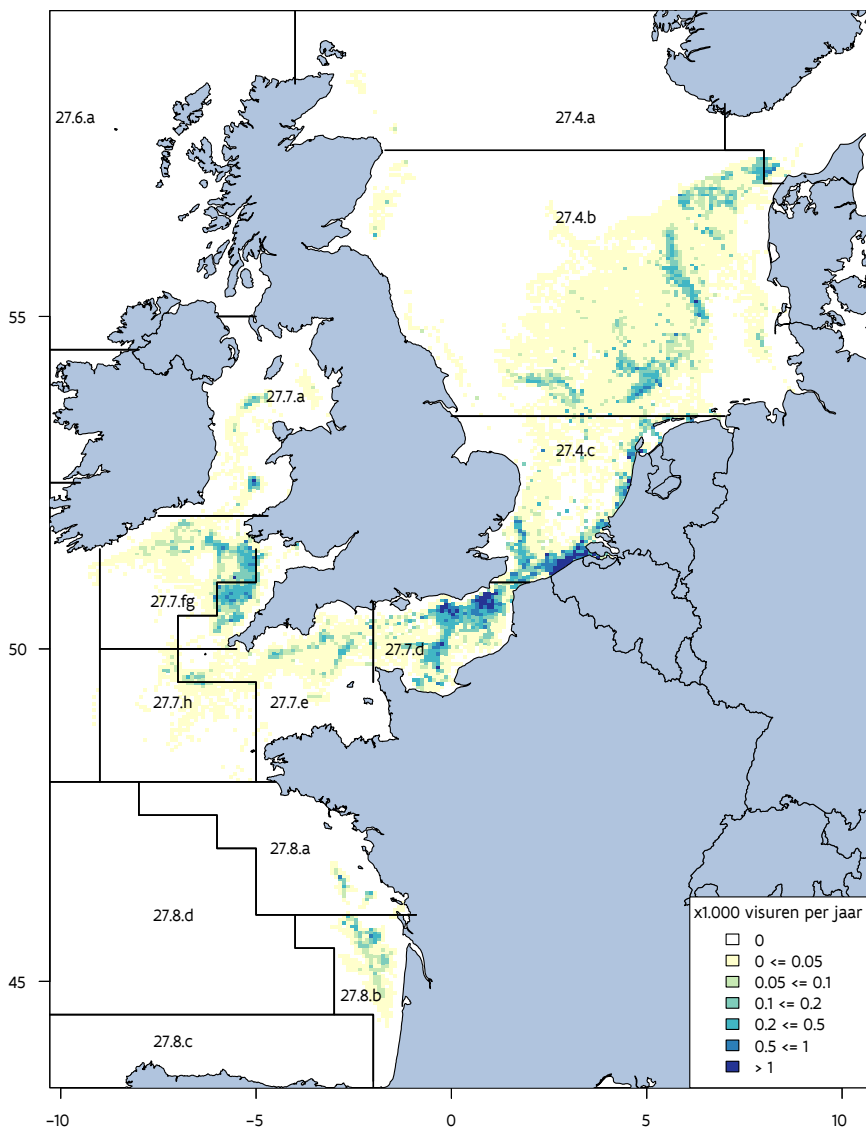 27.6.a
27.4.a
27.4.b
55
27.7.a
27.4.c
27.7.fg
50
27.7.d
27.7.h
27.7.e
27.8.a
27.8.d
x1.000 visuren per jaar
0
0 <= 0.05
45
0.05 <= 0.1
27.8.b
0.1 <= 0.2
0.2 <= 0.5
27.8.c
0.5 <= 1
> 1
−10
−5
0
5
10